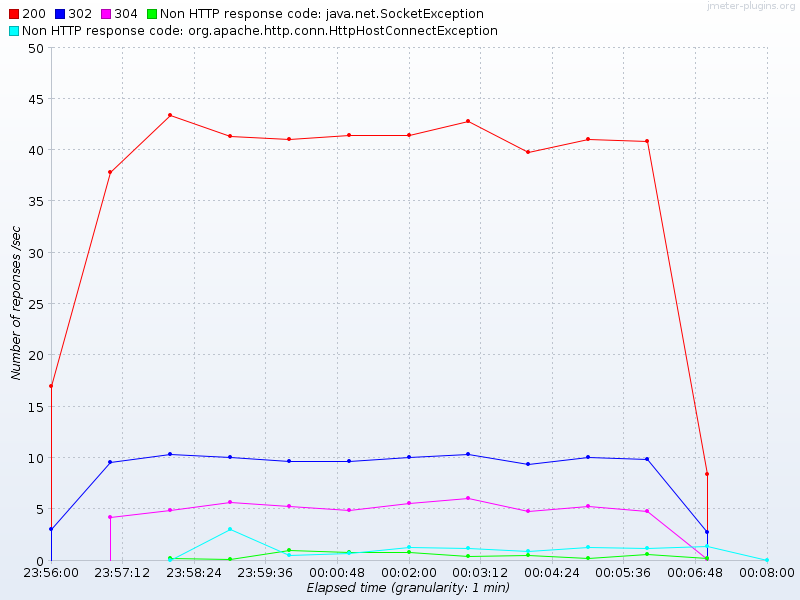 jmeter-plugins.org
200 302 304 Non HTTP response code: java.net.SocketException
Non HTTP response code: org.apache.http.conn.HttpHostConnectException
50
45
40
35
30
25
20
15
10
5
0
Number of reponses /sec
23:56:00 23:57:12 23:58:24 23:59:36 00:00:48 00:02:00 00:03:12 00:04:24 00:05:36 00:06:48 00:08:00
Elapsed time (granularity: 1 min)